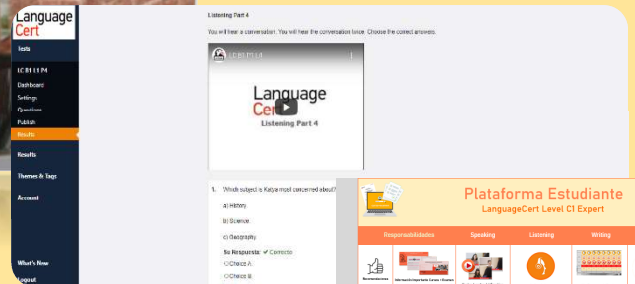 Language
Cert
Tests
LC B1 L1 P4
Dashboard
Settings
Questions
Publish
Results
Results
Themes & Tags
Account
What's New
Logout
Listening Part 4
You will hear a conversation. You will hear the conversation twice. Choose the correct answers.
Language
Cert
Listening Part 4
1. Which subject is Katya most concerned about?
a) History
b) Science
c) Geography
Su Respuesta: ✓ Correcto
Choice A
Choice B
Plataforma Estudiante
LanguageCert Level C1 Expert
Responsabilidades
Speaking
Listening
Writing